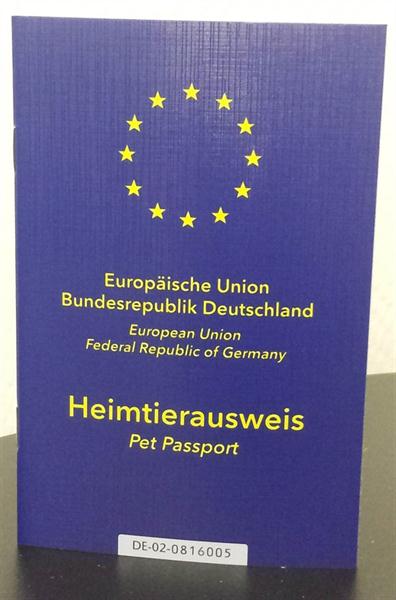 Europäische Union
Bundesrepublik Deutschland
European Union
Federal Republic of Germany
Heimtierausweis
Pet Passport
DE-02-0816005